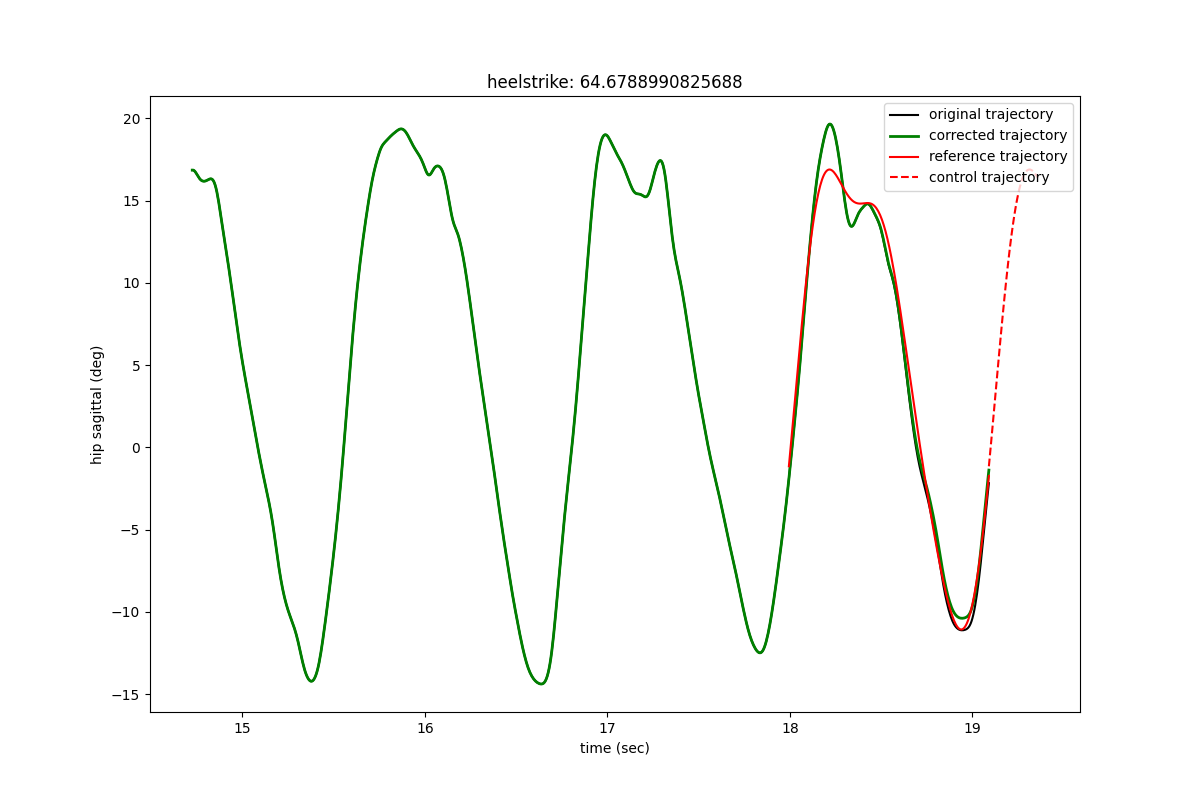 heelstrike: 64.6788990825688
original trajectory
corrected trajectory
reference trajectory
control trajectory
20
15
10
5
0
−5
−10
−15
hip sagittal (deg)
15 16 17 18 19
time (sec)